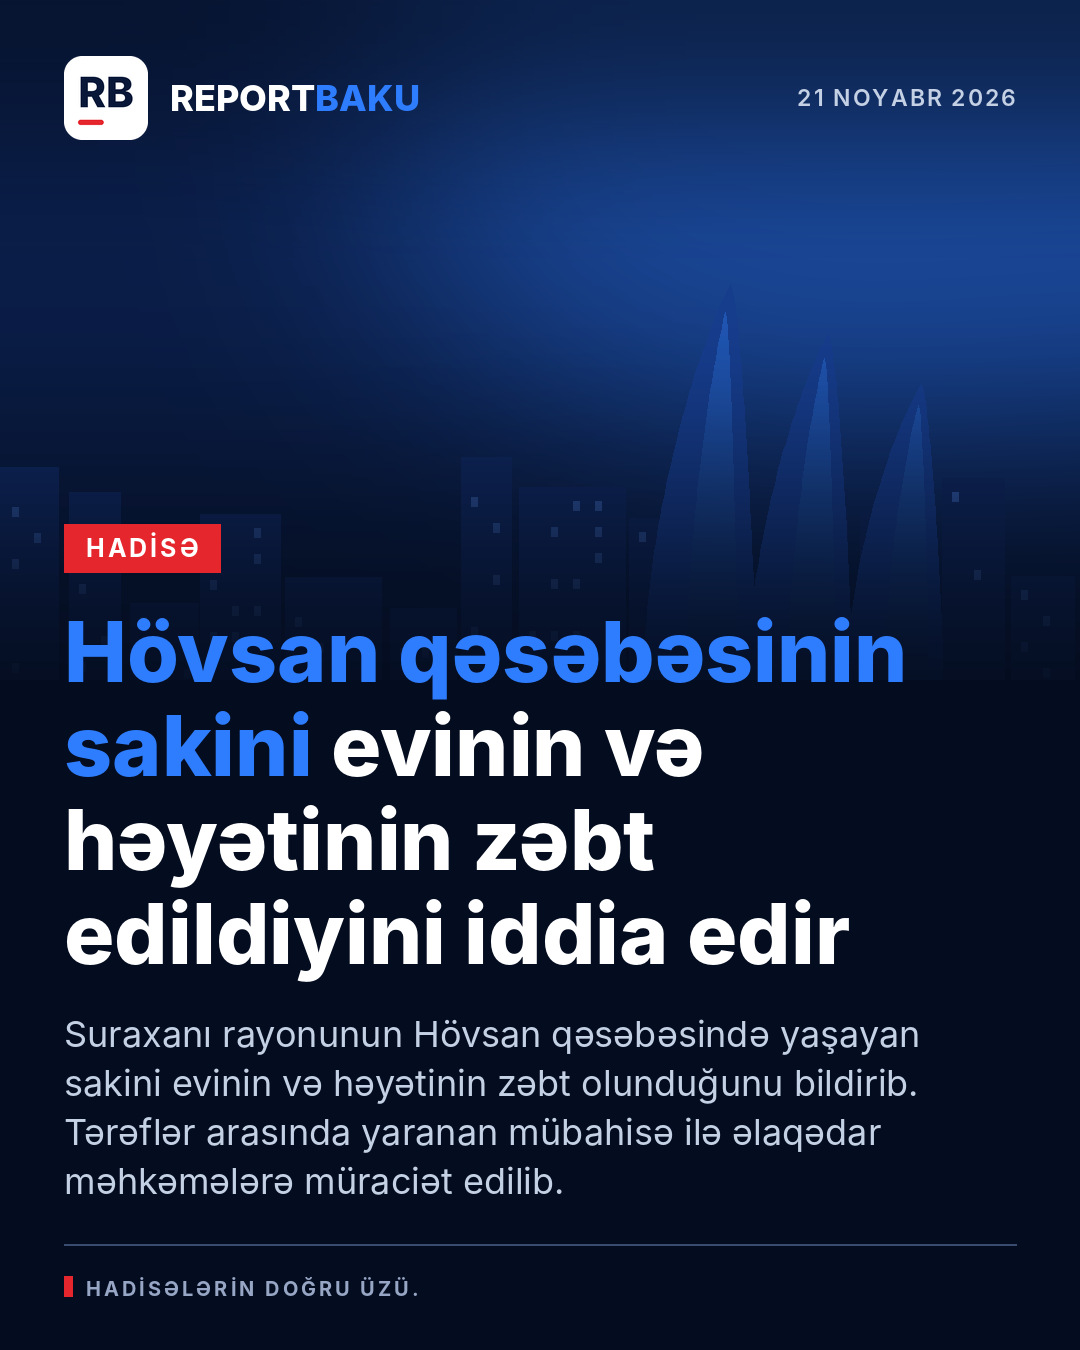 RB
REPORTBAKU
21 NOYABR 2026
HADİSƏ
Hövsan qəsəbəsinin
sakini evinin və
həyətinin zəbt
edildiyini iddia edir
Suraxanı rayonunun Hövsan qəsəbəsində yaşayan
sakini evinin və həyətinin zəbt olunduğunu bildirib.
Tərəflər arasında yaranan mübahisə ilə əlaqədar
məhkəmələrə müraciət edilib.
HADİSƏLƏRİN DOĞRU ÜZÜ.